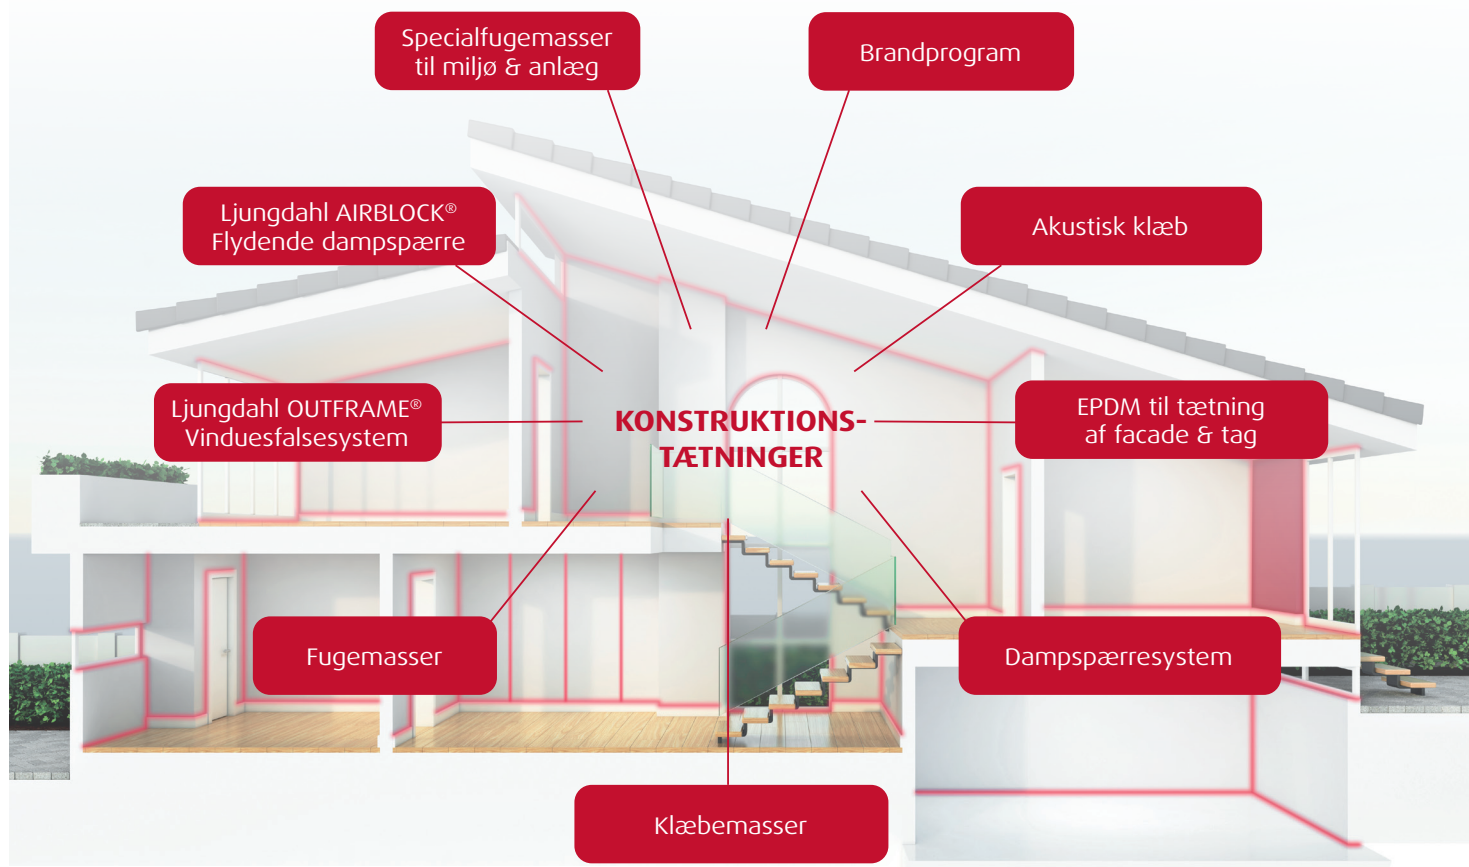 Specialfugemasser
til miljø & anlæg
Brandprogram
Ljungdahl AIRBLOCK®
Flydende dampspærre
Akustisk klæb
Ljungdahl OUTFRAME®
Vinduesfalsesystem
KONSTRUKTIONS-
TÆTNINGER
EPDM til tætning
af facade & tag
Fugemasser
Dampspærresystem
Klæbemasser